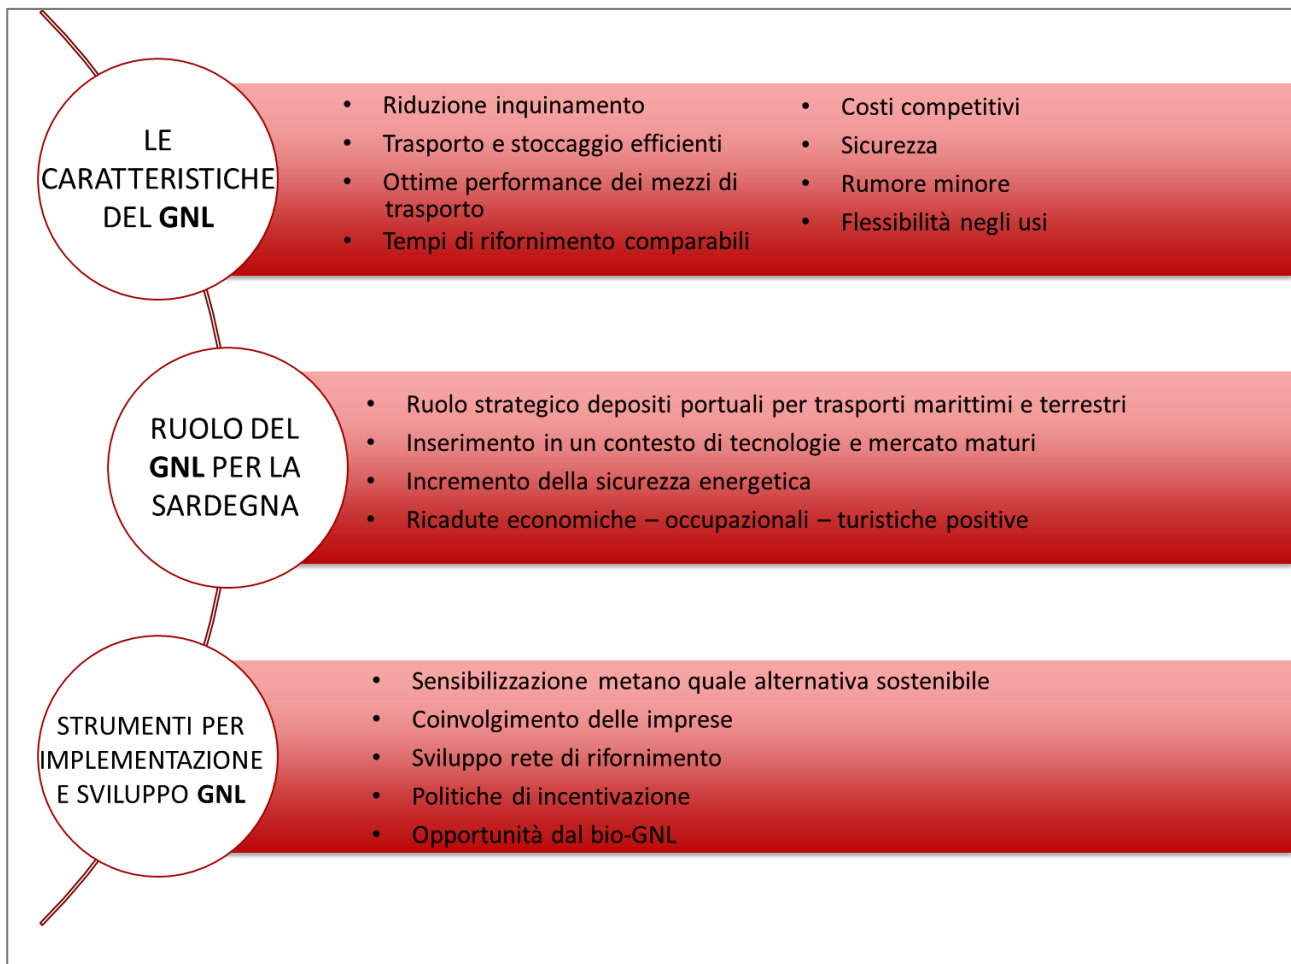 LE
CARATTERISTICHE
DEL GNL
• Riduzione inquinamento
• Trasporto e stoccaggio efficienti
• Ottime performance dei mezzi di
trasporto
• Tempi di rifornimento comparabili
• Costi competitivi
• Sicurezza
• Rumore minore
• Flessibilità negli usi
RUOLO DEL
GNL PER LA
SARDEGNA
• Ruolo strategico depositi portuali per trasporti marittimi e terrestri
• Inserimento in un contesto di tecnologie e mercato maturi
• Incremento della sicurezza energetica
• Ricadute economiche – occupazionali – turistiche positive
STRUMENTI PER
IMPLEMENTAZIONE
E SVILUPPO GNL
• Sensibilizzazione metano quale alternativa sostenibile
• Coinvolgimento delle imprese
• Sviluppo rete di rifornimento
• Politiche di incentivazione
• Opportunità dal bio-GNL